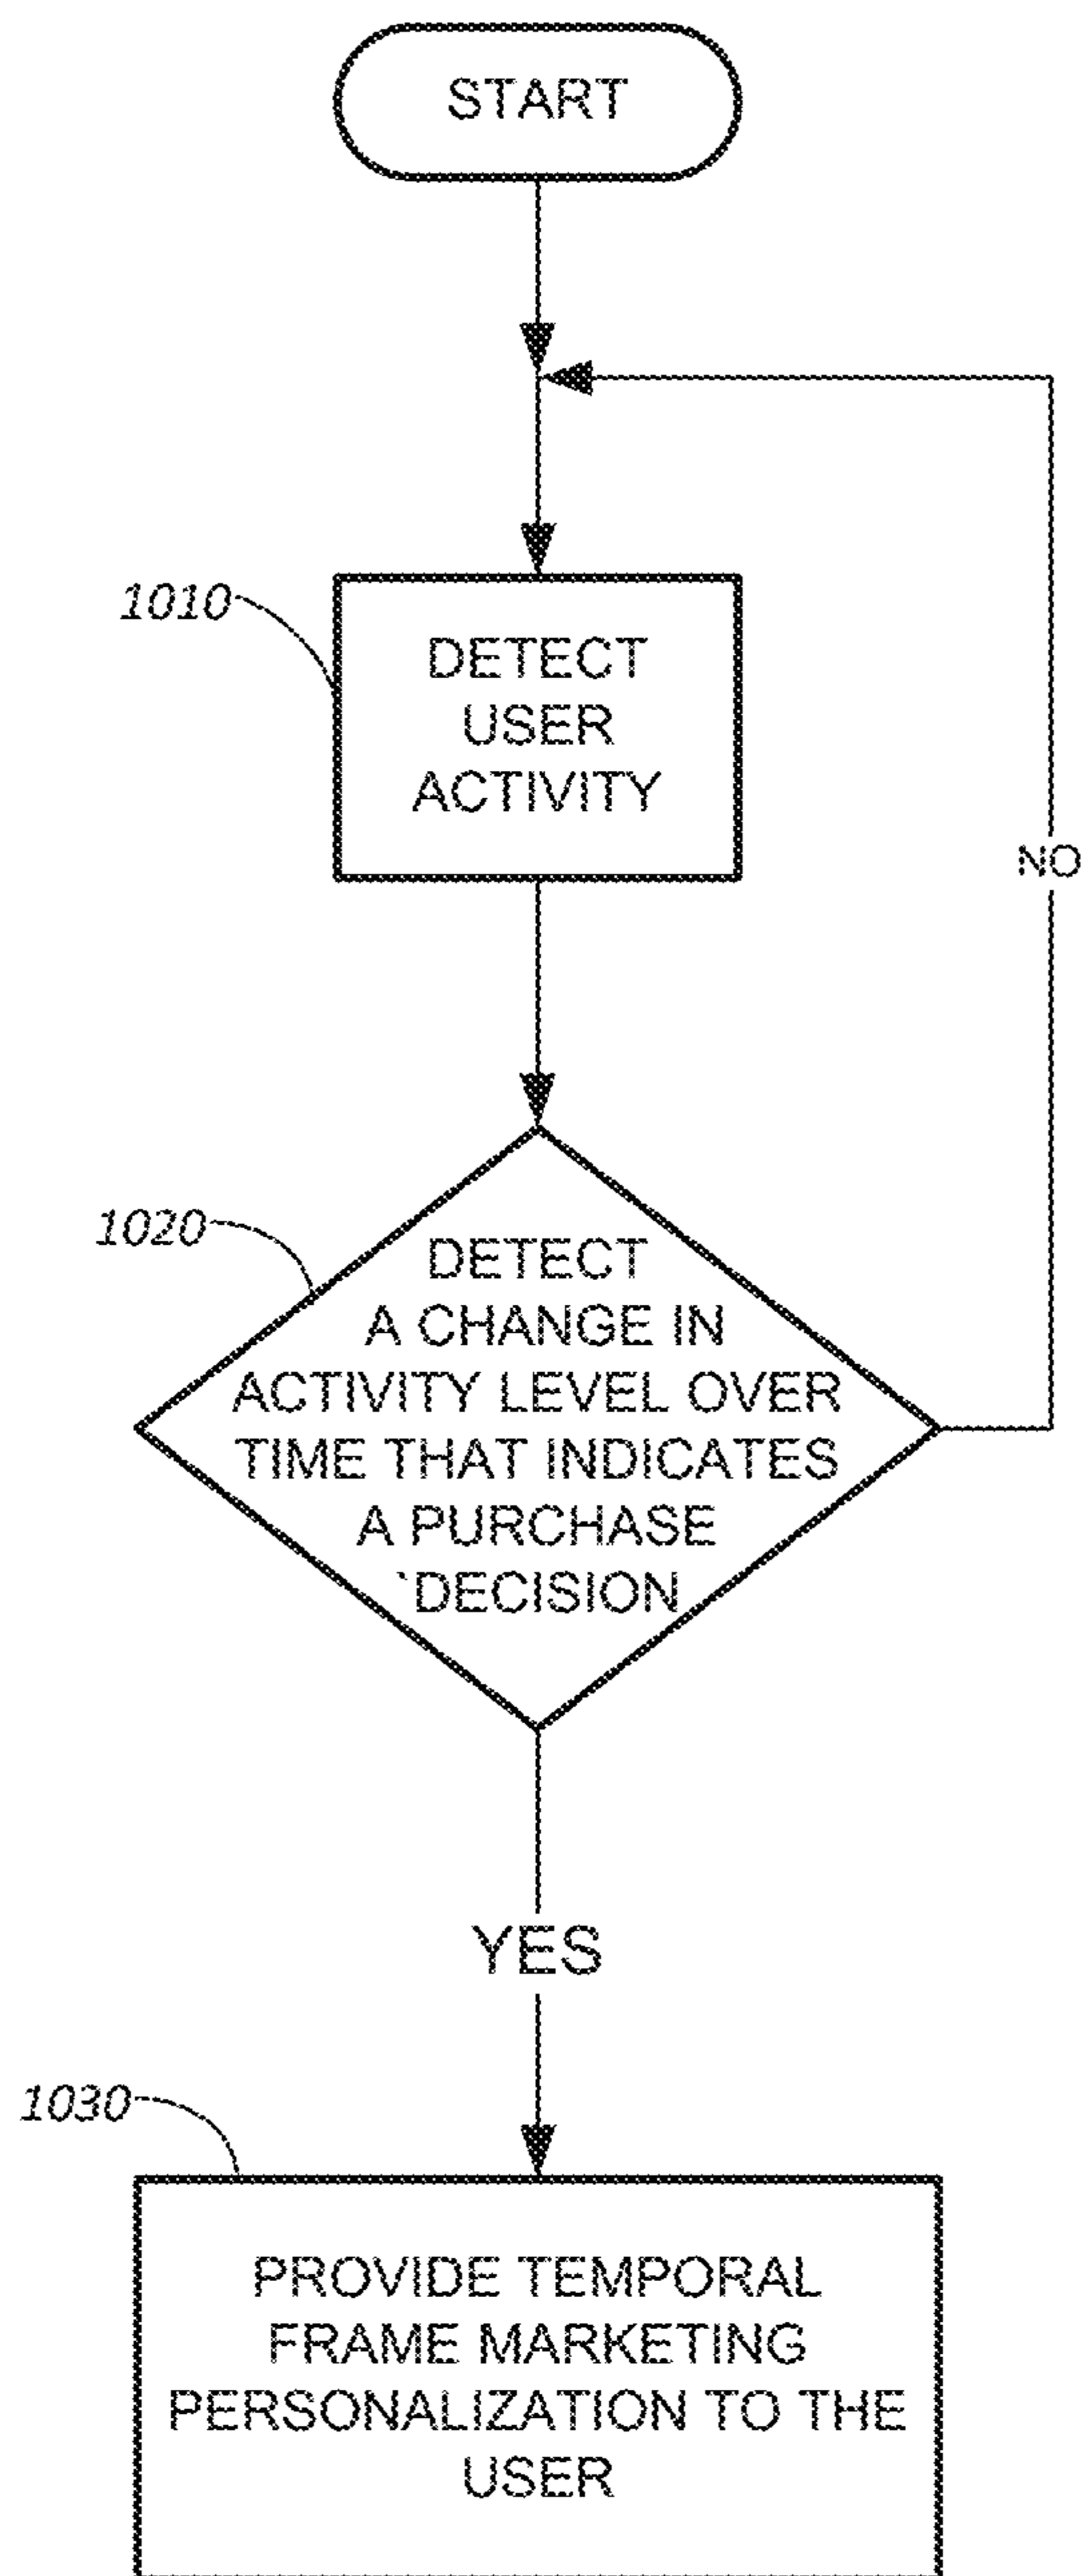 START
1010
DETECT
USER
ACTIVITY
NO
1020
DETECT
A CHANGE IN
ACTIVITY LEVEL OVER
TIME THAT INDICATES
A PURCHASE
`DECISION
YES
1030
PROVIDE TEMPORAL
FRAME MARKETING
PERSONALIZATION TO THE
USER